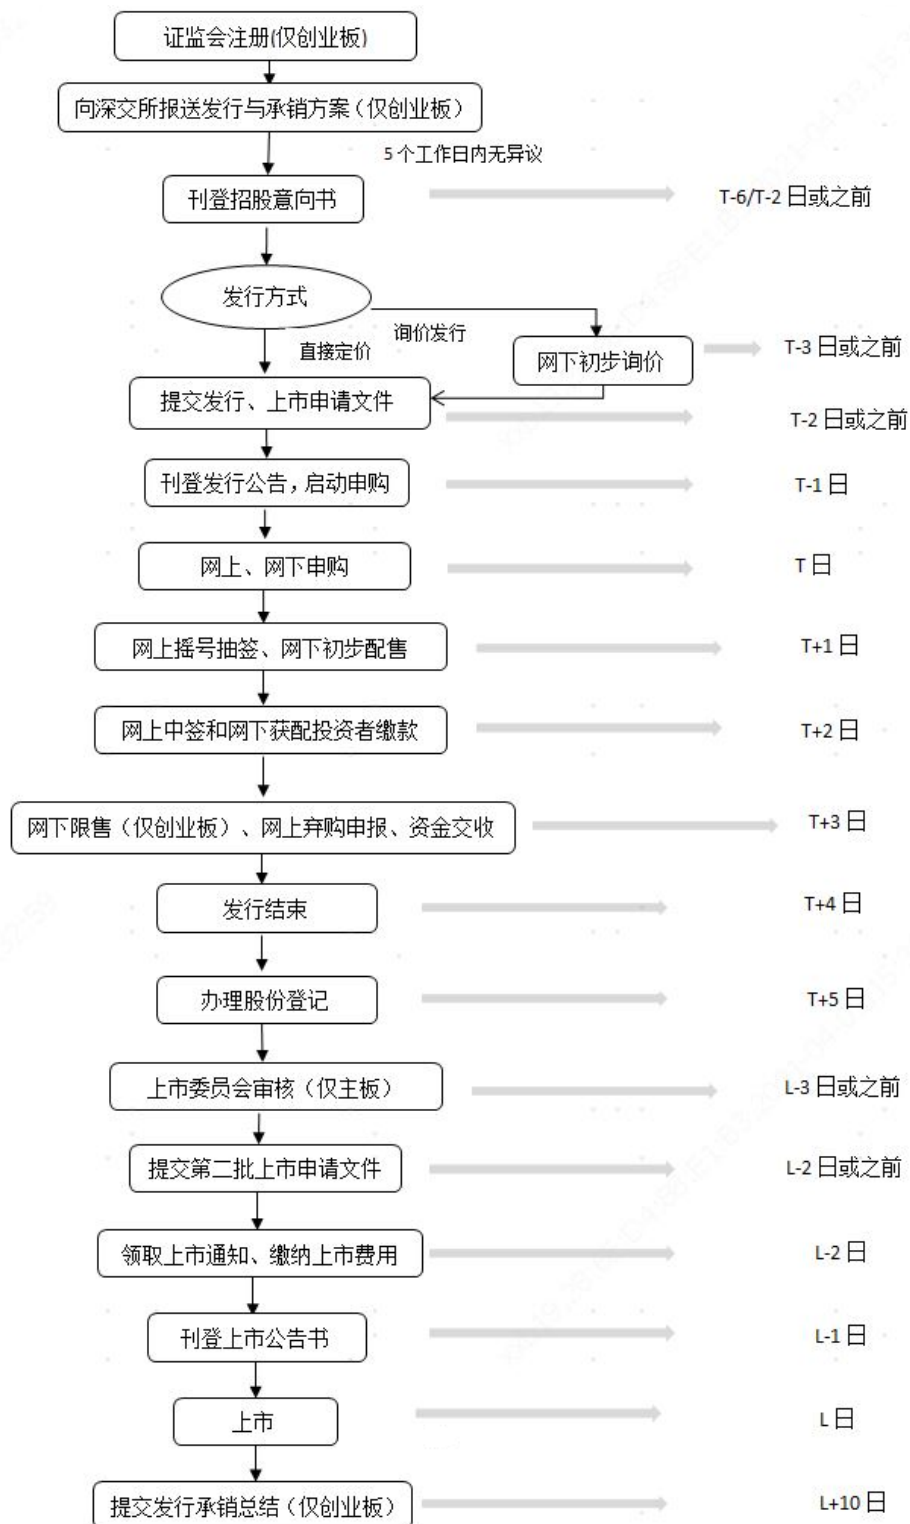 证监会注册(仅创业板)
向深交所报送发行与承销方案（仅创业板）
5个工作日内无异议
刊登招股意向书
T-6/T-2 日或之前
发行方式
询价发行
直接定价
网下初步询价
T-3 日或之前
提交发行、上市申请文件
T-2 日或之前
刊登发行公告，启动申购
T-1 日
网上、网下申购
T 日
网上摇号抽签、网下初步配售
T+1 日
网上中签和网下获配投资者缴款
T+2 日
网下限售（仅创业板）、网上弃购申报、资金交收
T+3 日
发行结束
T+4 日
办理股份登记
T+5 日
上市委员会审核（仅主板）
L-3 日或之前
提交第二批上市申请文件
L-2 日或之前
领取上市通知、缴纳上市费用
L-2 日
刊登上市公告书
L-1 日
上市
L 日
提交发行承销总结（仅创业板）
L+10 日